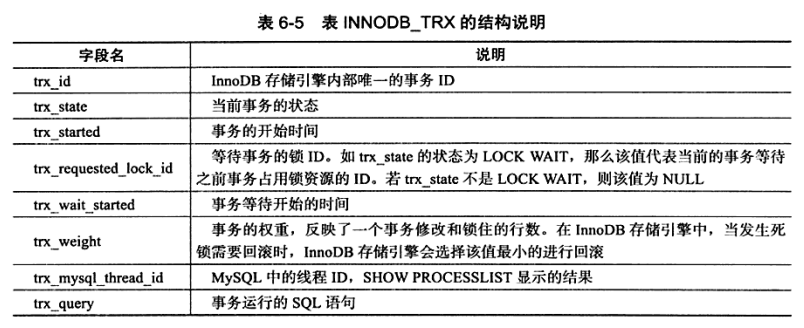 表 6-5 表 INNODB_TRX 的结构说明
字段名 说明
trx_id InnoDB 存储引擎内部唯一的事务 ID
trx_state 当前事务的状态
trx_started 事务的开始时间
trx_requested_lock_id 等待事务的锁 ID。如 trx_state 的状态为 LOCK WAIT，那么该值代表当前的事务等待
之前事务占用锁资源的 ID。若 trx_state 不是 LOCK WAIT，则该值为 NULL
trx_wait_started 事务等待开始的时间
trx_weight 事务的权重，反映了一个事务修改和锁住的行数。在 InnoDB 存储引擎中，当发生死
锁需要回滚时，InnoDB 存储引擎会选择该值最小的进行回滚
trx_mysql_thread_id MySQL 中的线程 ID，SHOW PROCESSLIST 显示的结果
trx_query 事务运行的 SQL 语句